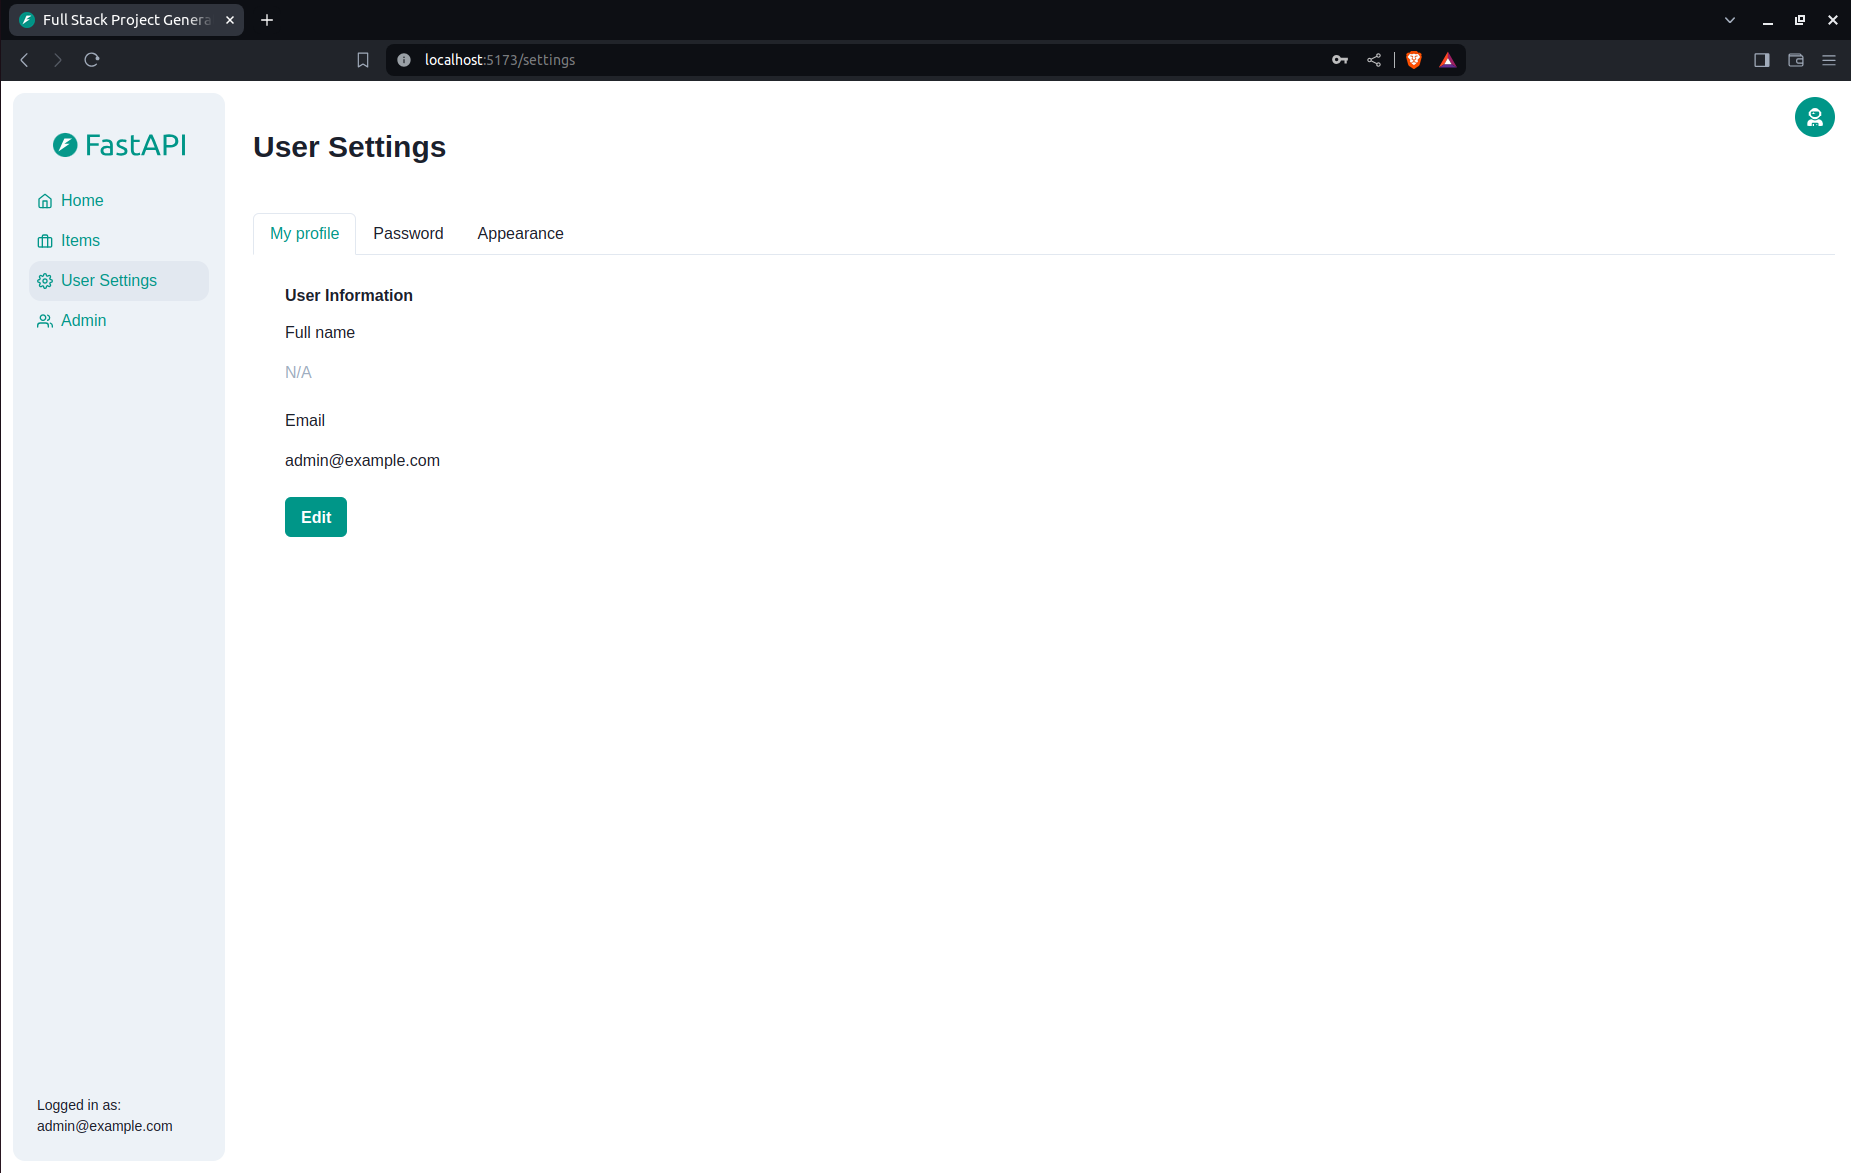 Full Stack Project Genera
localhost:5173/settings
FastAPI
Home
Items
User Settings
Admin
Logged in as:
admin@example.com
User Settings
My profile Password Appearance
User Information
Full name
N/A
Email
admin@example.com
Edit